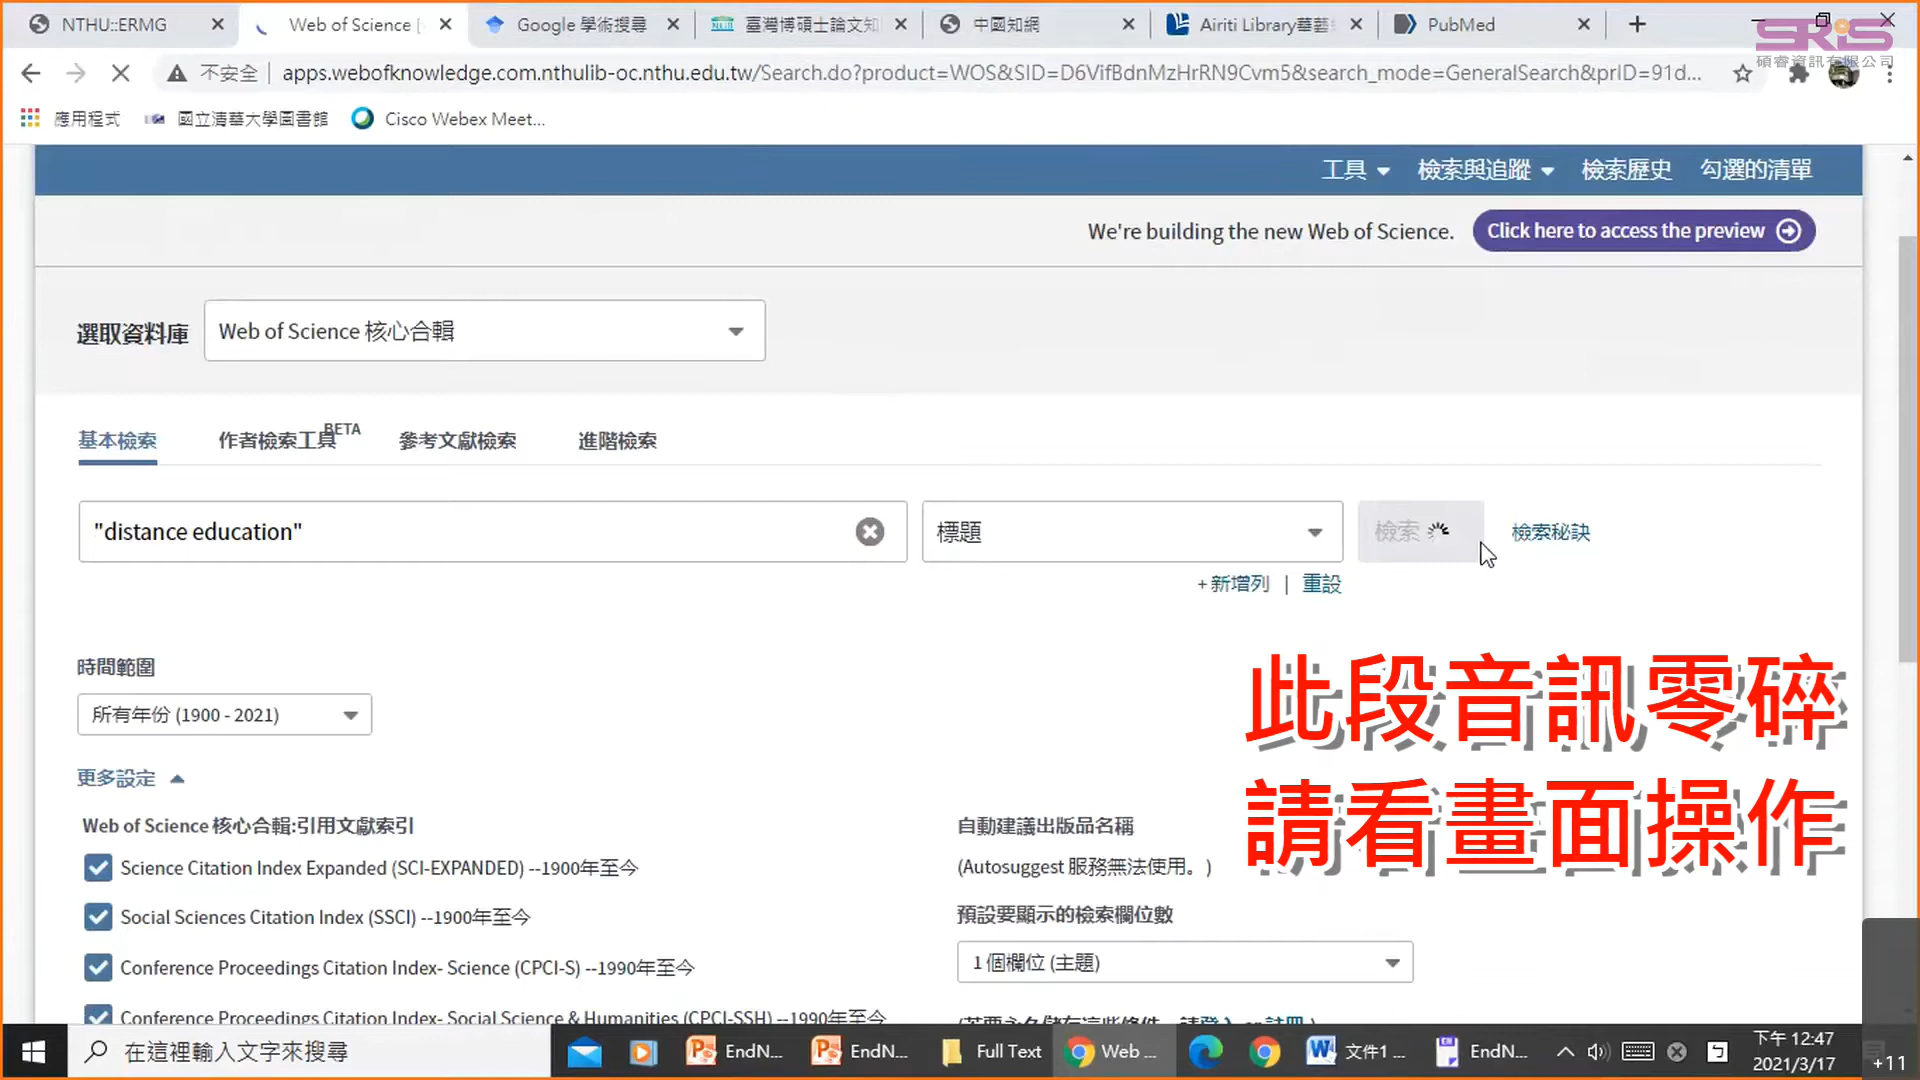 NTHU::ERMG
Web of Science [
Google 學術搜尋
臺灣博碩士論文知
中國知網
Airiti Library華藝
PubMed
SRIS
碩睿資訊有限公司
不安全
apps.webofknowledge.com.nthulib-oc.nthu.edu.tw/Search.do?product=WOS&SID=D6VifBdnMzHrRN9Cvm5&search_mode=GeneralSearch&prID=91d...
應用程式
國立清華大學圖書館
Cisco Webex Meet...
工具
檢索與追蹤
檢索歷史
勾選的清單
We're building the new Web of Science.
Click here to access the preview
選取資料庫
Web of Science 核心合輯
基本檢索
作者檢索工具 BETA
參考文獻檢索
進階檢索
"distance education"
標題
檢索
檢索秘訣
+ 新增列 | 重設
時間範圍
所有年份 (1900 - 2021)
此段音訊零碎
請看畫面操作
更多設定
Web of Science 核心合輯:引用文獻索引
Science Citation Index Expanded (SCI-EXPANDED) --1900年至今
Social Sciences Citation Index (SSCI) --1900年至今
Conference Proceedings Citation Index- Science (CPCI-S) --1990年至今
Conference Proceedings Citation Index- Social Science & Humanities (CPCI-SSH) --1990年至今
自動建議出版品名稱
(Autosuggest 服務無法使用。)
預設要顯示的檢索欄位數
1 個欄位 (主題)
在這裡輸入文字來搜尋
EndN...
EndN...
Full Text
Web ...
文件1 ...
EndN...
下午 12:47
2021/3/17
+11